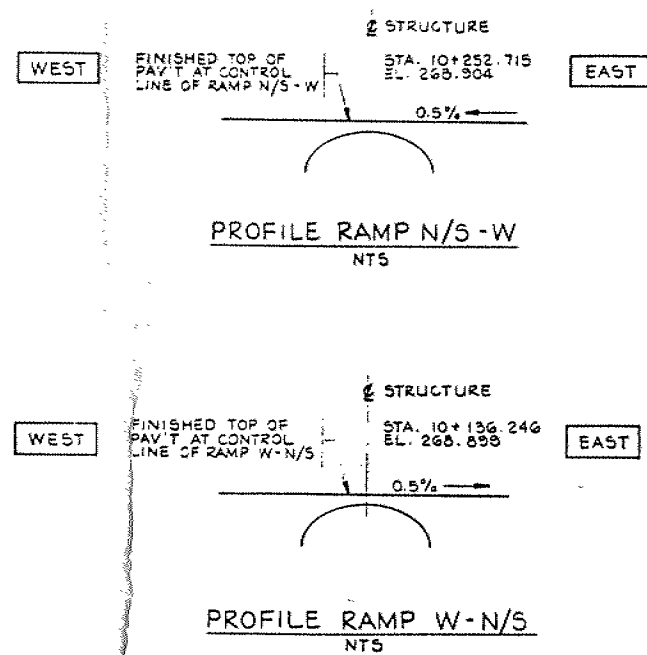 ℄ STRUCTURE
WEST
FINISHED TOP OF
PAV'T AT CONTROL
LINE OF RAMP N/S-W
STA. 10+252.715
EL. 268.904
EAST
0.5%
PROFILE RAMP N/S-W
NTS
℄ STRUCTURE
WEST
FINISHED TOP OF
PAV'T AT CONTROL
LINE OF RAMP W-N/S
STA. 10+136.246
EL. 268.898
EAST
0.5%
PROFILE RAMP W-N/S
NTS